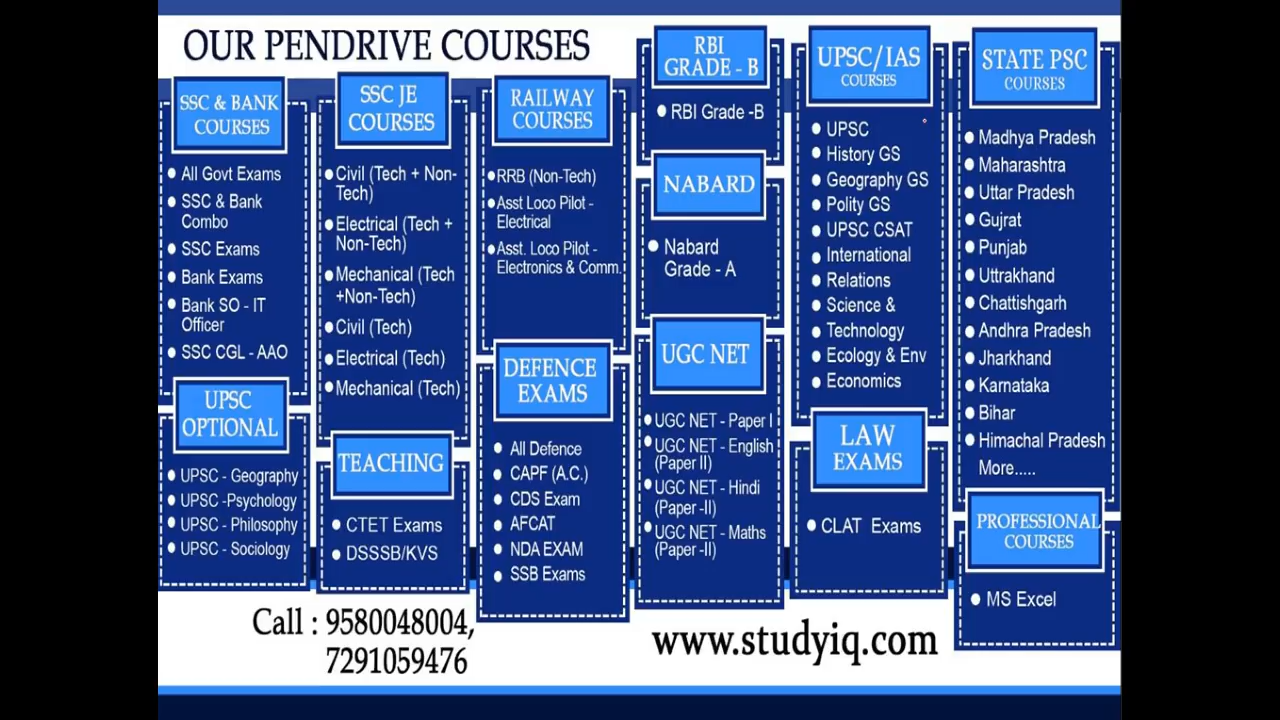 OUR PENDRIVE COURSES
SSC & BANK
COURSES
All Govt Exams
SSC & Bank
Combo
SSC Exams
Bank Exams
Bank SO - IT
Officer
SSC CGL - AAO
UPSC
OPTIONAL
UPSC - Geography
UPSC -Psychology
UPSC - Philosophy
UPSC - Sociology
SSC JE
COURSES
Civil (Tech + Non-
Tech)
Electrical (Tech +
Non-Tech)
Mechanical (Tech
+Non-Tech)
Civil (Tech)
Electrical (Tech)
Mechanical (Tech)
TEACHING
CTET Exams
DSSSB/KVS
RAILWAY
COURSES
RRB (Non-Tech)
Asst Loco Pilot -
Electrical
Asst. Loco Pilot -
Electronics & Comm.
DEFENCE
EXAMS
All Defence
CAPF (A.C.)
CDS Exam
AFCAT
NDA EXAM
SSB Exams
RBI
GRADE - B
RBI Grade -B
NABARD
Nabard
Grade - A
UGC NET
UGC NET - Paper I
UGC NET - English
(Paper II)
UGC NET - Hindi
(Paper -II)
UGC NET - Maths
(Paper -II)
UPSC/IAS
COURSES
UPSC
History GS
Geography GS
Polity GS
UPSC CSAT
International
Relations
Science &
Technology
Ecology & Env
Economics
LAW
EXAMS
CLAT Exams
STATE PSC
COURSES
Madhya Pradesh
Maharashtra
Uttar Pradesh
Gujrat
Punjab
Uttrakhand
Chattishgarh
Andhra Pradesh
Jharkhand
Karnataka
Bihar
Himachal Pradesh
More.....
PROFESSIONAL
COURSES
MS Excel
Call : 9580048004,
7291059476
www.studyiq.com